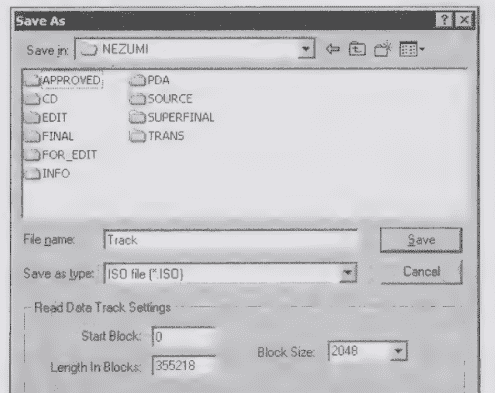 Save As
Save in: NEZUMI
APPROVED
CD
EDIT
FINAL
FOR_EDIT
INFO
PDA
SOURCE
SUPERFINAL
TRANS
File name: Track Save
Save as type: ISO file (*.ISO) Cancel
Read Data Track Settings
Start Block: 0
Block Size: 2048
Length In Blocks: 355218